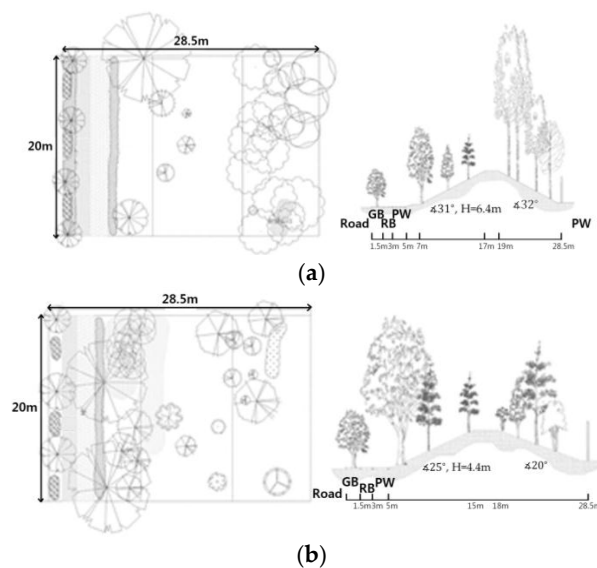 28.5m
20m
Road
GB
RB
PW
∡31°, H=6.4m
∡32°
PW
1.5m
3m
5m
7m
17m
19m
28.5m
(a)
28.5m
20m
Road
GB
RB
PW
∡25°, H=4.4m
∡20°
1.5m
3m
5m
15m
18m
28.5m
(b)